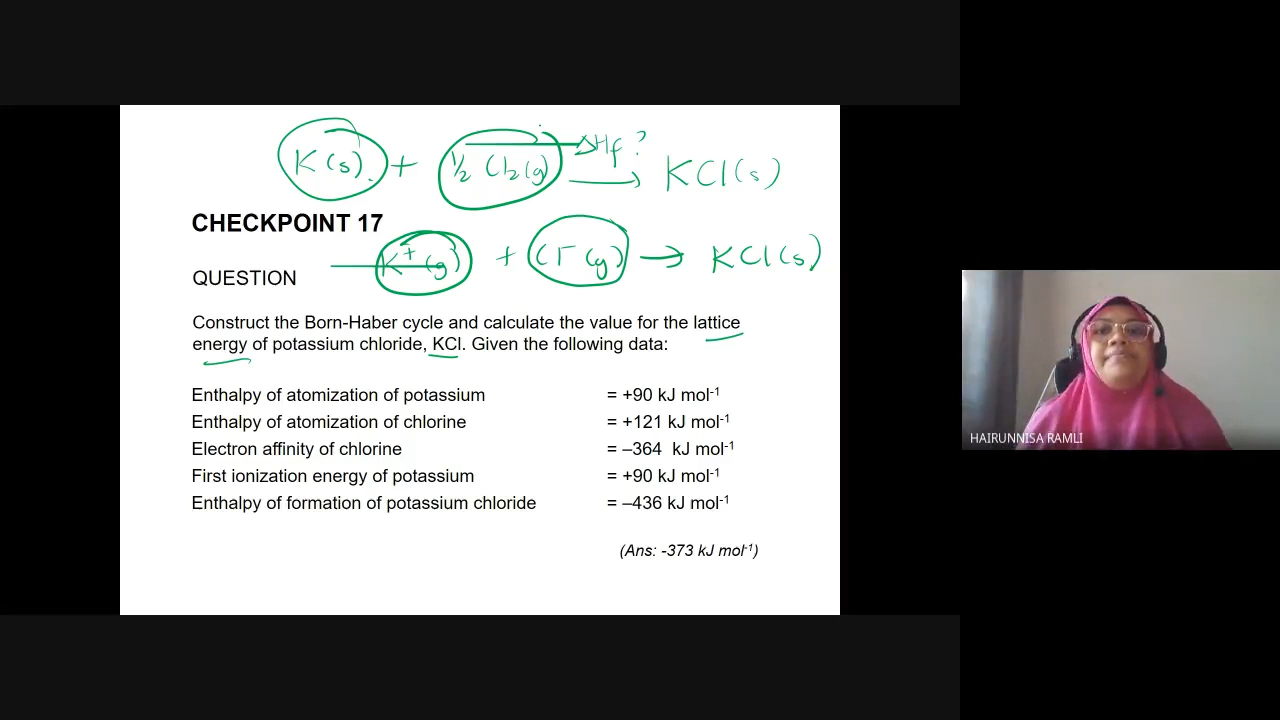 K(s) + ½ Cl2(g) ΔHf ? → KCl(s)
CHECKPOINT 17
K+(g) + Cl-(g) → KCl(s)
QUESTION
Construct the Born-Haber cycle and calculate the value for the lattice
energy of potassium chloride, KCl. Given the following data:
Enthalpy of atomization of potassium = +90 kJ mol-1
Enthalpy of atomization of chlorine = +121 kJ mol-1
Electron affinity of chlorine = –364 kJ mol-1
First ionization energy of potassium = +90 kJ mol-1
Enthalpy of formation of potassium chloride = –436 kJ mol-1
(Ans: -373 kJ mol-1)
HAIRUNNISA RAMLI